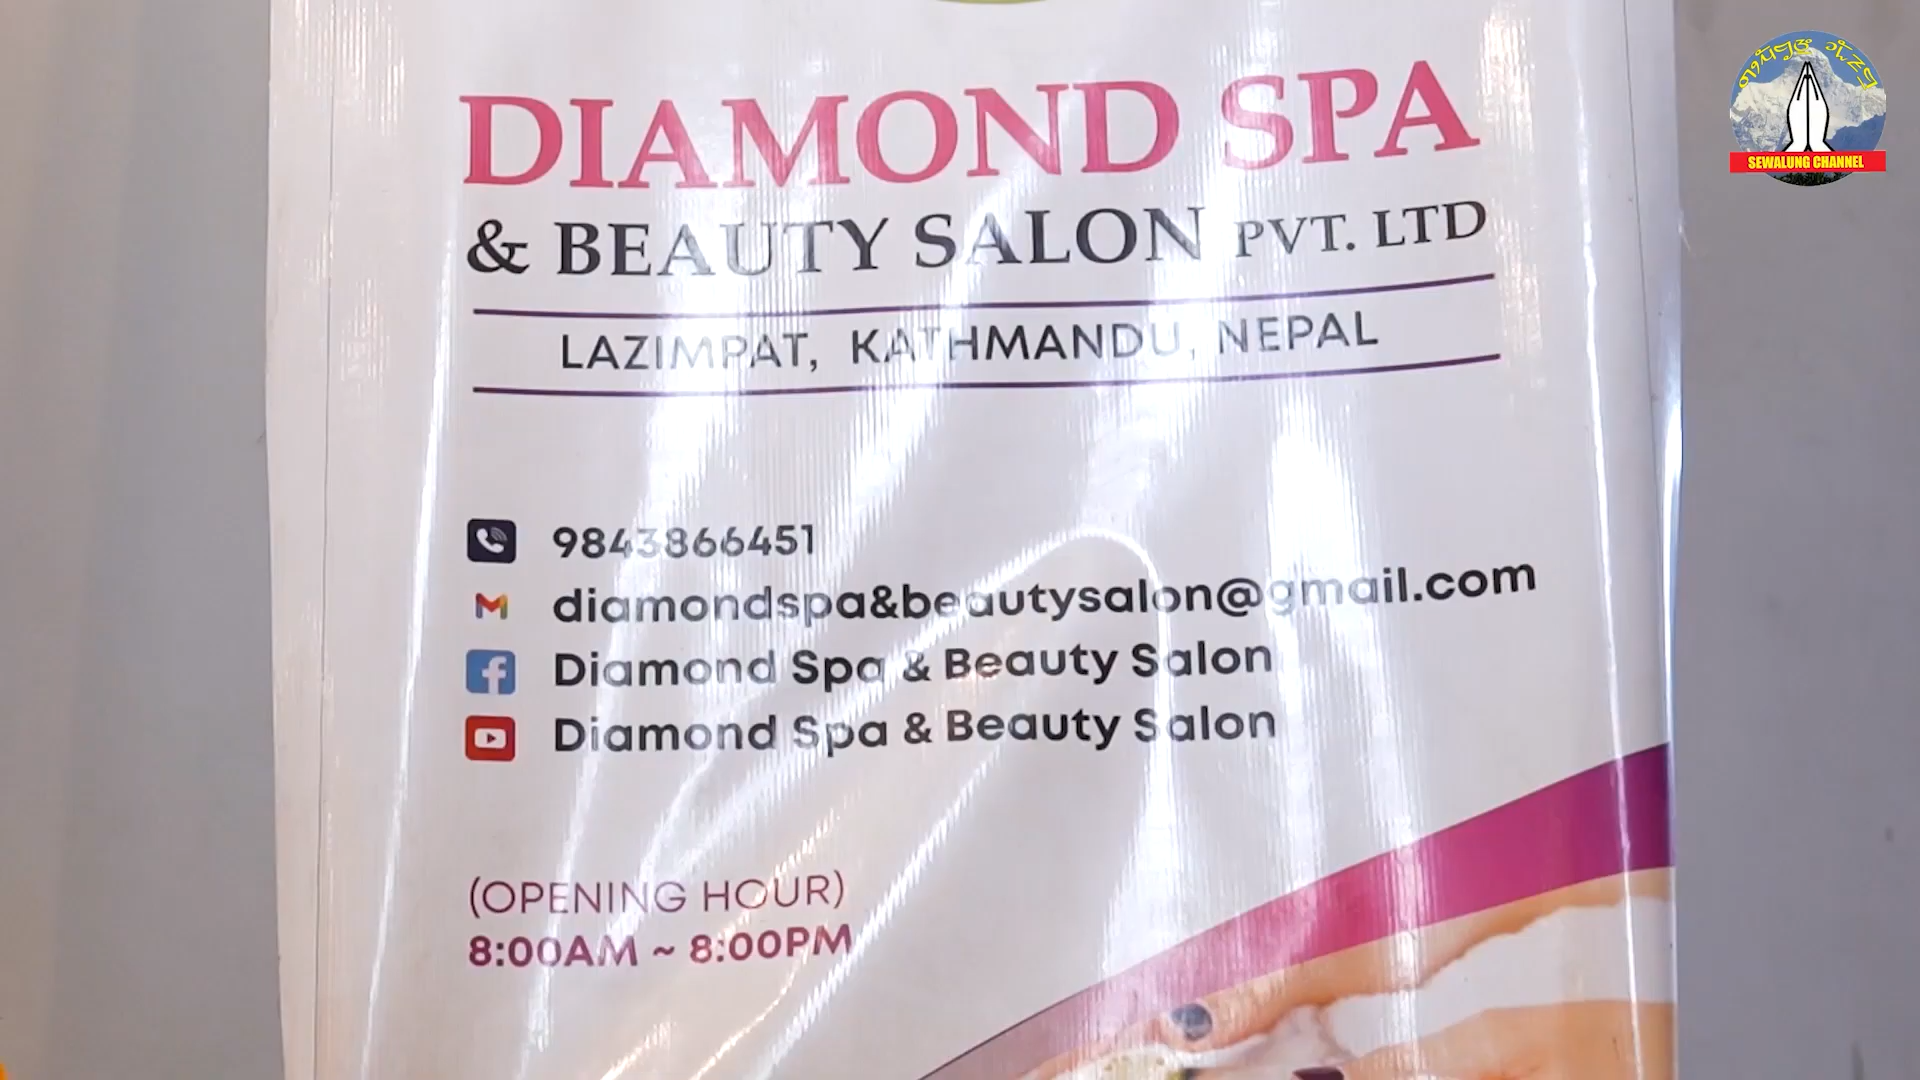 DIAMOND SPA
& BEAUTY SALON PVT. LTD
LAZIMPAT, KATHMANDU, NEPAL
9843866451
diamondspa&beautysalon@gmail.com
Diamond Spa & Beauty Salon
Diamond Spa & Beauty Salon
(OPENING HOUR)
8:00AM ~ 8:00PM
SEWALUNG CHANNEL